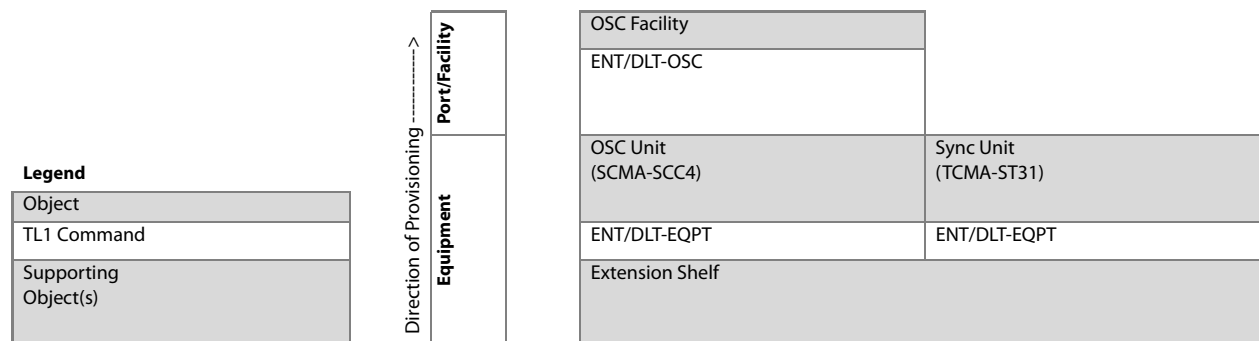 Legend
Object
TL1 Command
Supporting
Object(s)
Direction of Provisioning ------------->
Port/Facility
Equipment
OSC Facility
ENT/DLT-OSC
OSC Unit
(SCMA-SCC4)
Sync Unit
(TCMA-ST31)
ENT/DLT-EQPT
ENT/DLT-EQPT
Extension Shelf